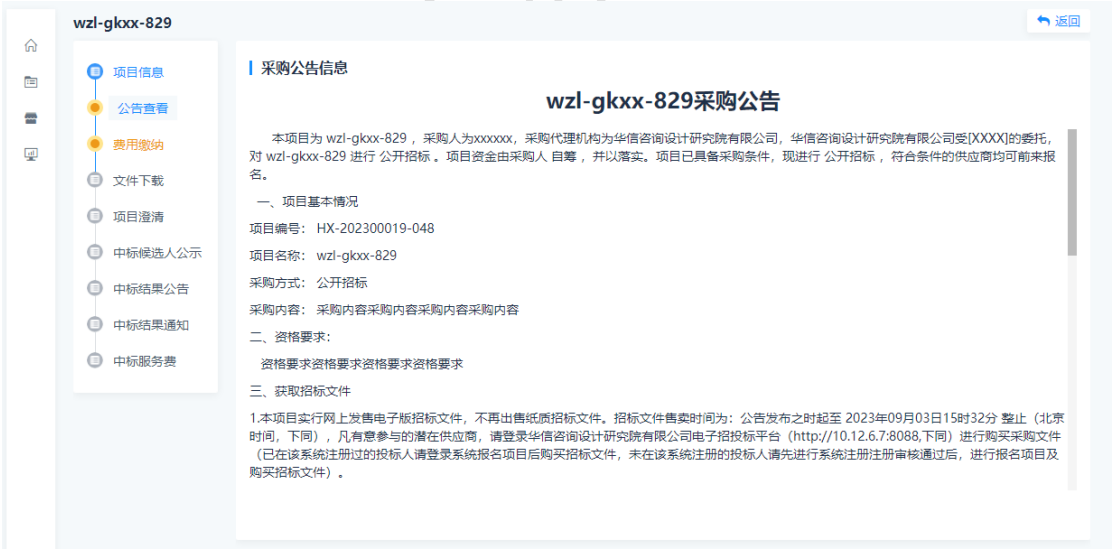 wzl-gkxx-829
返回
项目信息
公告查看
费用缴纳
文件下载
项目澄清
中标候选人公示
中标结果公告
中标结果通知
中标服务费
采购公告信息
wzl-gkxx-829采购公告
本项目为 wzl-gkxx-829 ，采购人为xxxxxx，采购代理机构为华信咨询设计研究院有限公司，华信咨询设计研究院有限公司受[XXXX]的委托，
对 wzl-gkxx-829 进行 公开招标 。项目资金由采购人 自筹 ，并以落实。项目已具备采购条件，现进行 公开招标 ，符合条件的供应商均可前来报
名。
一、项目基本情况
项目编号： HX-202300019-048
项目名称： wzl-gkxx-829
采购方式： 公开招标
采购内容： 采购内容采购内容采购内容采购内容
二、资格要求：
资格要求资格要求资格要求资格要求
三、获取招标文件
1.本项目实行网上发售电子版招标文件，不再出售纸质招标文件。招标文件售卖时间为：公告发布之时起至 2023年09月03日15时32分 整止（北京
时间，下同），凡有意参与的潜在供应商，请登录华信咨询设计研究院有限公司电子招投标平台（http://10.12.6.7:8088,下同）进行购买采购文件
（已在该系统注册过的投标人请登录系统报名项目后购买招标文件，未在该系统注册的投标人请先进行系统注册注册审核通过后，进行报名项目及
购买招标文件）。